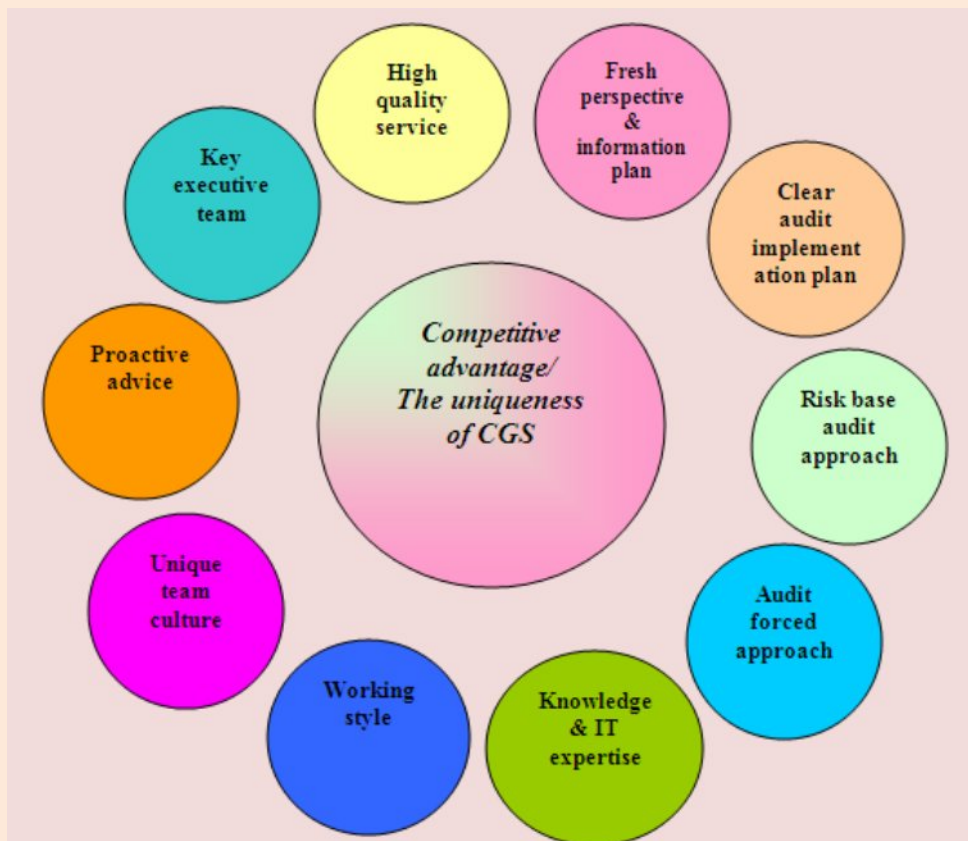 High
quality
service
Fresh
perspective
&
information
plan
Clear
audit
implement
ation plan
Risk base
audit
approach
Audit
forced
approach
Knowledge
& IT
expertise
Working
style
Unique
team
culture
Proactive
advice
Key
executive
team
Competitive
advantage/
The uniqueness
of CGS